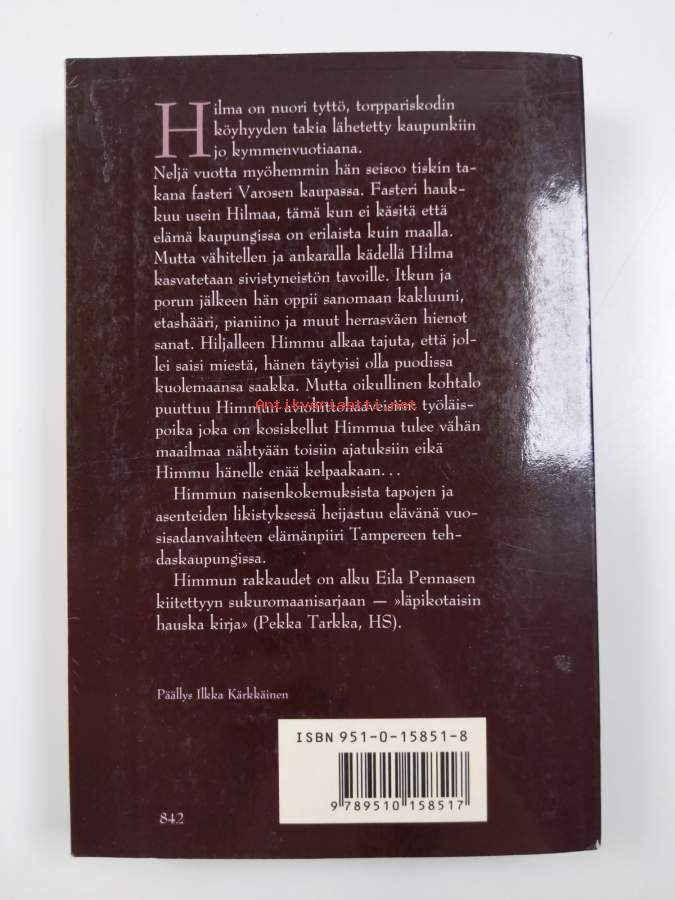 Hilma on nuori tyttö, torppariskodin
köyhyyden takia lähetetty kaupunkiin
jo kymmenvuotiaana.
Neljä vuotta myöhemmin hän seisoo tiskin ta-
kana fasteri Varosen kaupassa. Fasteri hauk-
kuu usein Hilmaa, tämä kun ei käsitä että
elämä kaupungissa on erilaista kuin maalla.
Mutta vähitellen ja ankaralla kädellä Hilma
kasvatetaan sivistyneistön tavoille. Itkun ja
porun jälkeen hän oppii sanomaan kakluuni,
etashääri, pianiino ja muut herrasväen hienot
sanat. Hiljalleen Himmu alkaa tajuta, että jol-
lei saisi miestä, hänen täytyisi olla puodissa
kuolemaansa saakka. Mutta oikullinen kohtalo
puuttuu Himmun avioliittohaaveisiin: työläis-
Antikvariaatti.net
poika joka on kosiskellut Himmua tulee vähän
maailmaa nähtyään toisiin ajatuksiin eikä
Himmu hänelle enää kelpaakaan...
Himmun naisenkokemuksista tapojen ja
asenteiden likistyksessä heijastuu elävänä vuo-
sisadanvaihteen elämänpiiri Tampereen teh-
daskaupungissa.
Himmun rakkaudet on alku Eila Pennasen
kiitettyyn sukuromaanisarjaan — »läpikotaisin
hauska kirja» (Pekka Tarkka, HS).
Päällys Ilkka Kärkkäinen
ISBN 951-0-15851-8
9 789510 158517
842